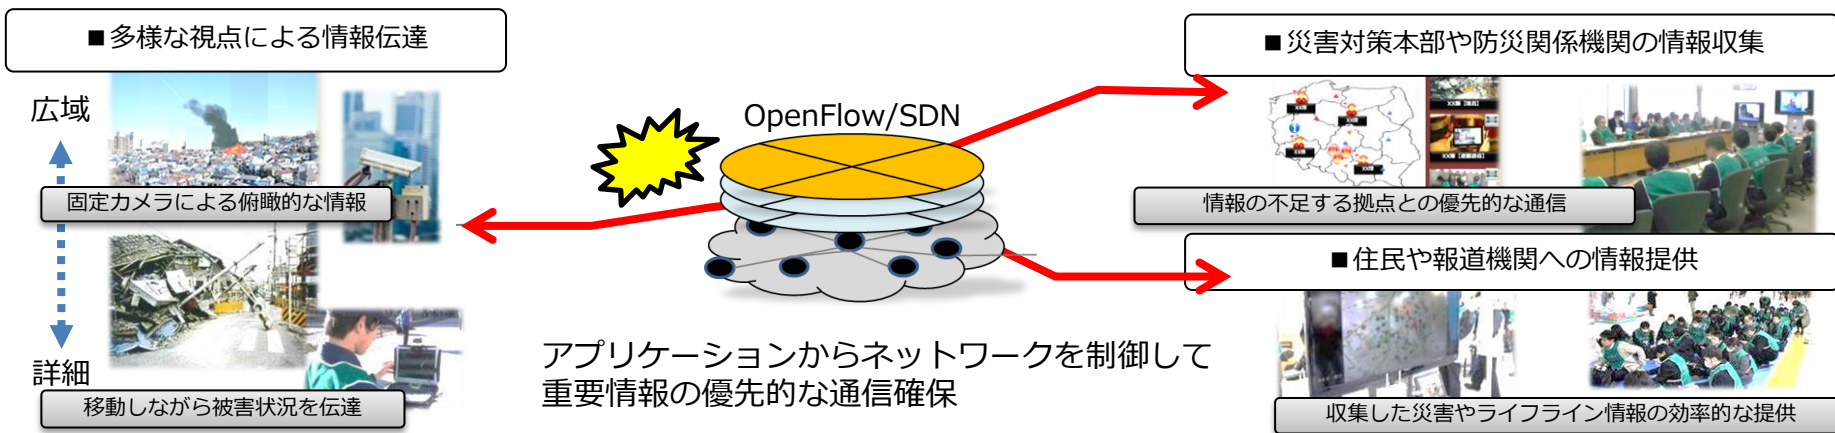 ■多様な視点による情報伝達
広域
固定カメラによる俯瞰的な情報
詳細
移動しながら被害状況を伝達
OpenFlow/SDN
アプリケーションからネットワークを制御して
重要情報の優先的な通信確保
■災害対策本部や防災関係機関の情報収集
情報の不足する拠点との優先的な通信
■住民や報道機関への情報提供
収集した災害やライフライン情報の効率的な提供